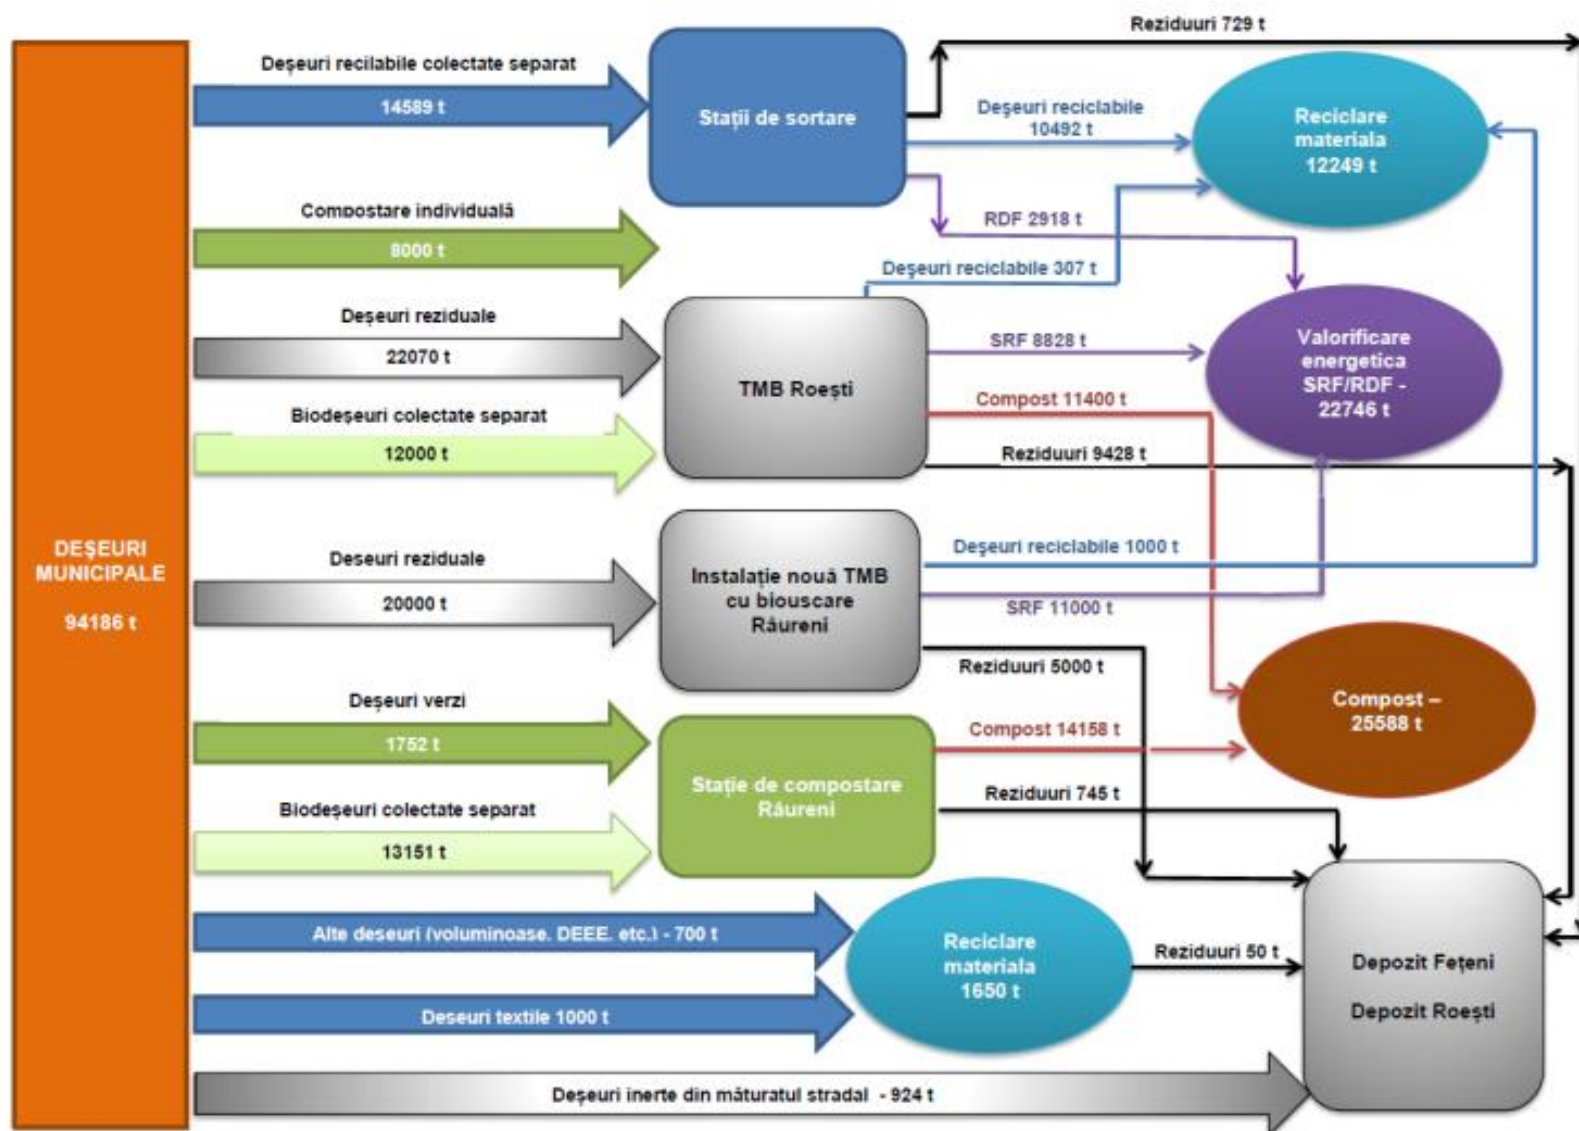 DEȘEURI
MUNICIPALE
94186 t
Deșeuri recilabile colectate separat
14589 t
Compostare individuală
8000 t
Deșeuri reziduale
22070 t
Biodeșeuri colectate separat
12000 t
Deseuri reziduale
20000 t
Deșeuri verzi
1752 t
Biodeșeuri colectate separat
13151 t
Alte deseuri (voluminoase, DEEE, etc.) - 700 t
Deseuri textile 1000 t
Deșeuri inerte din măturatul stradal - 924 t
Stații de sortare
TMB Roești
Instalație nouă TMB
cu biouscare
Râureni
Stație de compostare
Râureni
Reciclare
materiala
1650 t
Reziduuri 729 t
Deșeuri reciclabile
10492 t
RDF 2918 t
Deșeuri reciclabile 307 t
SRF 8828 t
Compost 11400 t
Reziduuri 9428 t
Deșeuri reciclabile 1000 t
SRF 11000 t
Reziduuri 5000 t
Compost 14158 t
Reziduuri 745 t
Reziduuri 50 t
Reciclare
materiala
12249 t
Valorificare
energetica
SRF/RDF -
22746 t
Compost –
25588 t
Depozit Fețeni
Depozit Roești